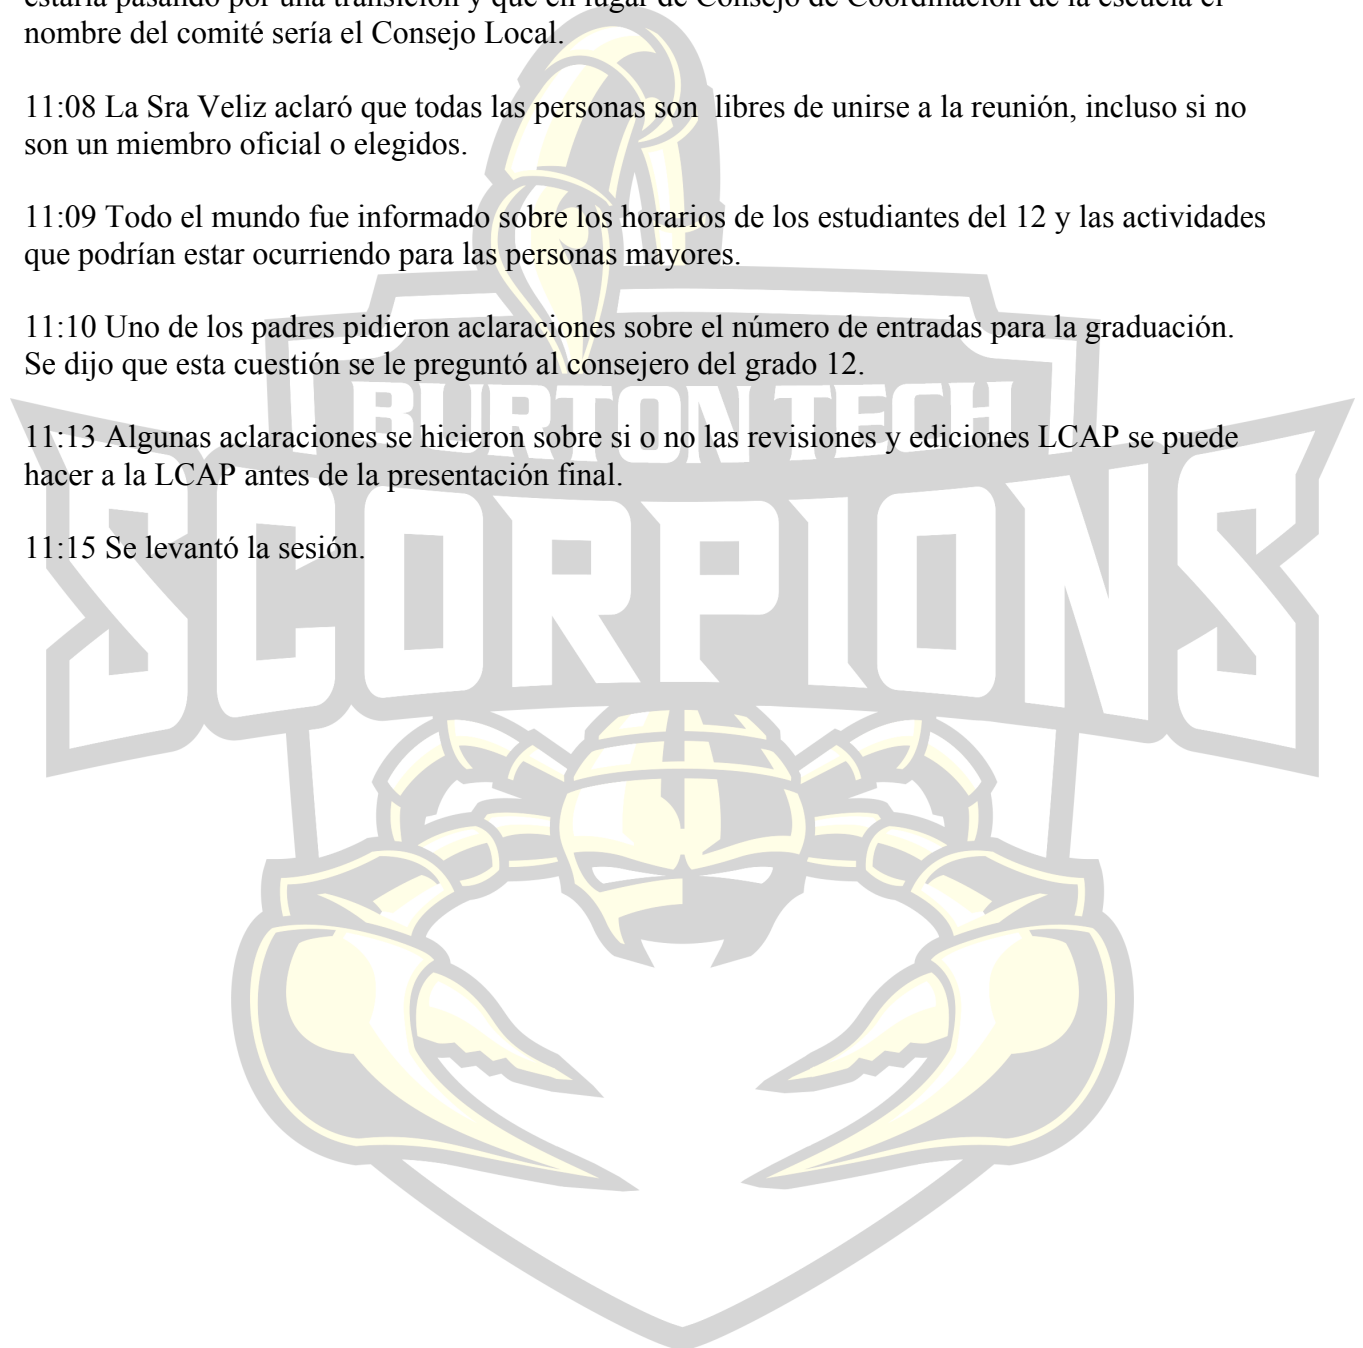 estaría pasando por una transición y que en lugar de Consejo de Coordinación de la escuela el
nombre del comité sería el Consejo Local.
11:08 La Sra Veliz aclaró que todas las personas son  libres de unirse a la reunión, incluso si no
son un miembro oficial o elegidos.
11:09 Todo el mundo fue informado sobre los horarios de los estudiantes del 12 y las actividades
que podrían estar ocurriendo para las personas mayores.
11:10 Uno de los padres pidieron aclaraciones sobre el número de entradas para la graduación.
Se dijo que esta cuestión se le preguntó al consejero del grado 12.
BURTON TECH
11:13 Algunas aclaraciones se hicieron sobre si o no las revisiones y ediciones LCAP se puede
hacer a la LCAP antes de la presentación final.
11:15 Se levantó la sesión.
SCORPIONS